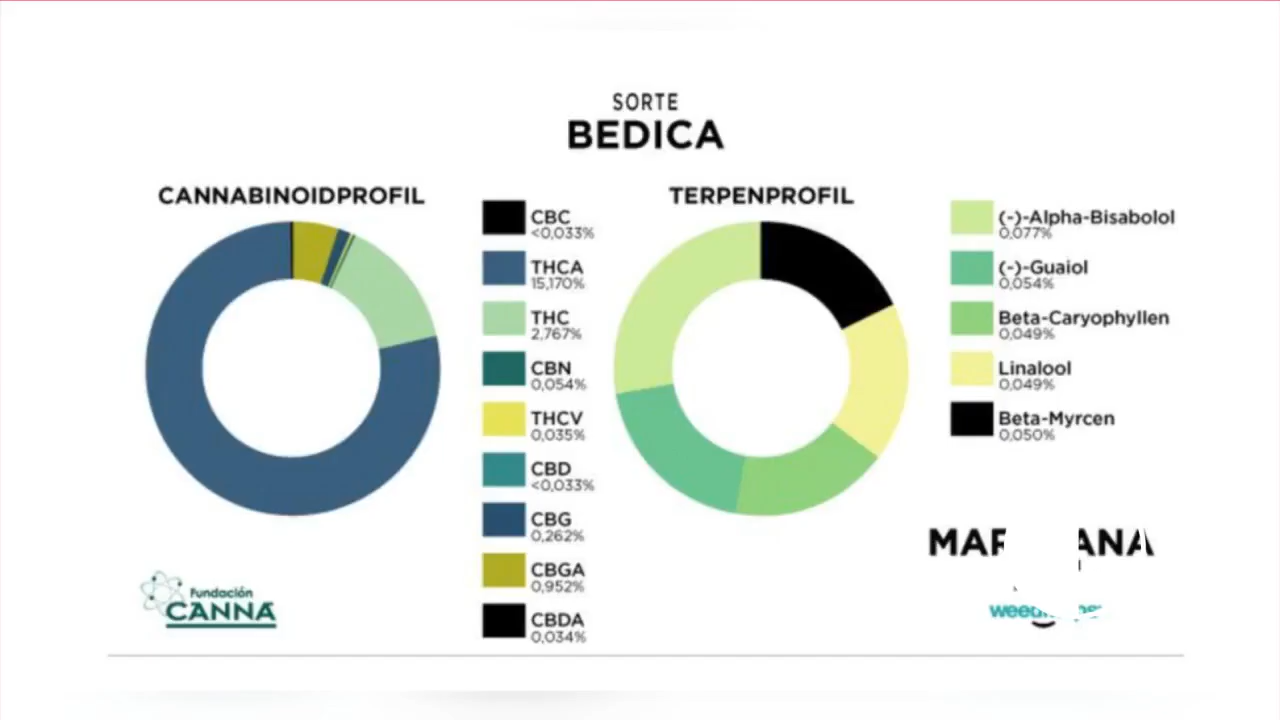 SORTE
BEDICA
CANNABINOIDPROFIL
CBC
<0,033%
THCA
15,170%
THC
2,767%
CBN
0,054%
THCV
0,035%
CBD
<0,033%
CBG
0,262%
CBGA
0,952%
CBDA
0,034%
TERPENPROFIL
(-)-Alpha-Bisabolol
0,077%
(-)-Guaiol
0,054%
Beta-Caryophyllen
0,049%
Linalool
0,049%
Beta-Myrcen
0,050%
Fundación
CANNA